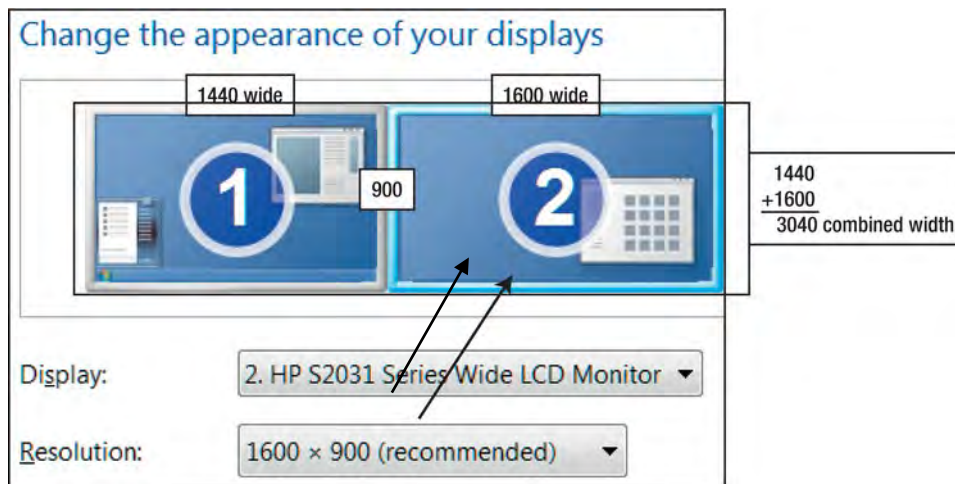 Change the appearance of your displays
1440 wide
1600 wide
1
900
2
1440
+1600
3040 combined width
Display:
2. HP S2031 Series Wide LCD Monitor
Resolution:
1600 × 900 (recommended)